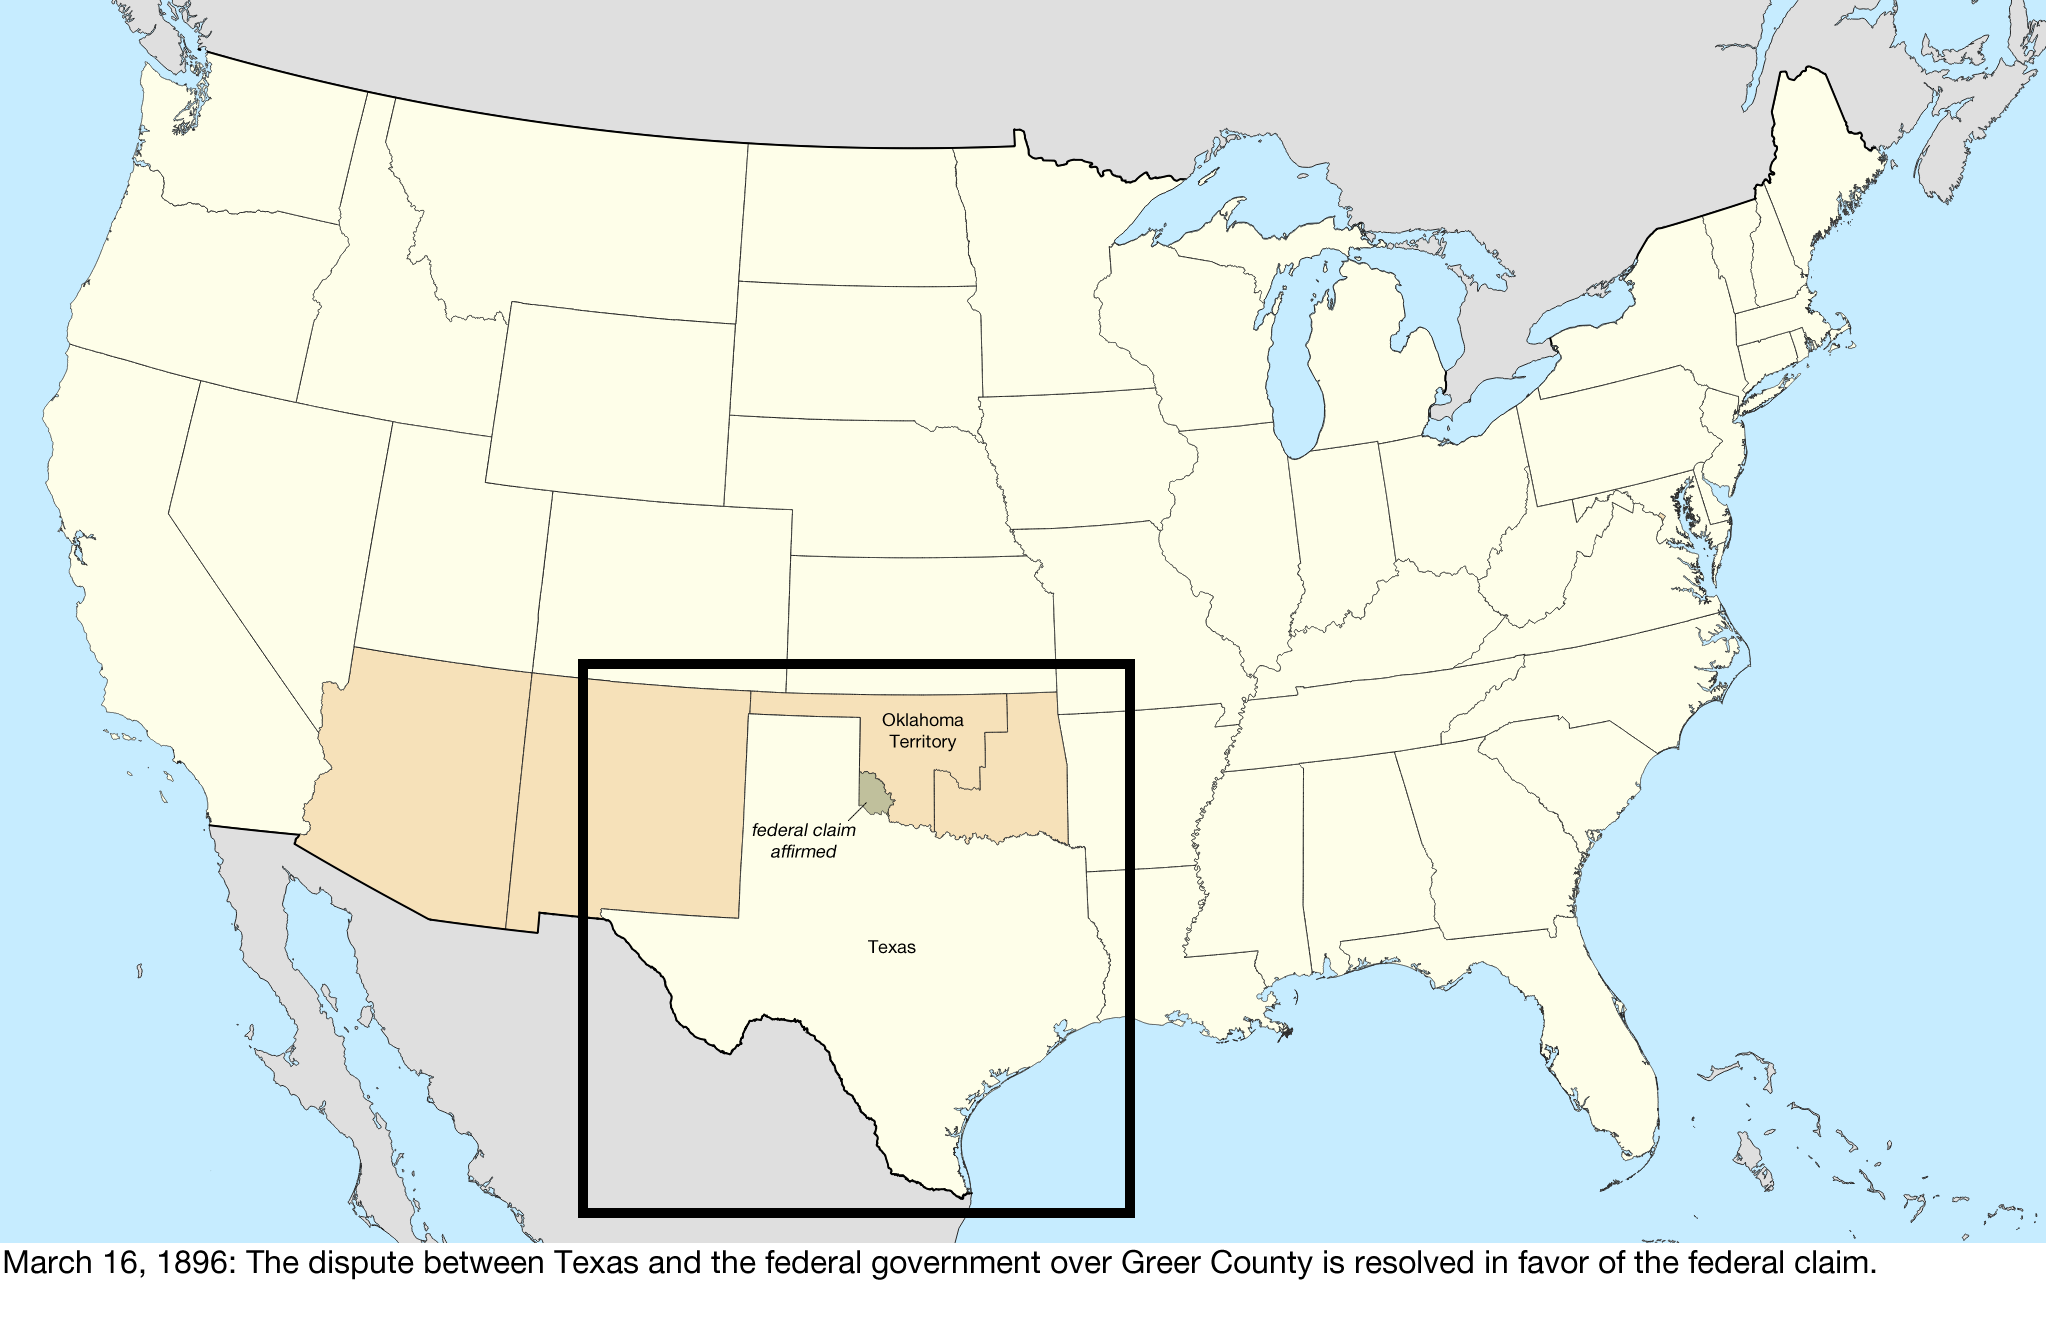 Oklahoma
Territory
federal claim
affirmed
Texas
March 16, 1896: The dispute between Texas and the federal government over Greer County is resolved in favor of the federal claim.